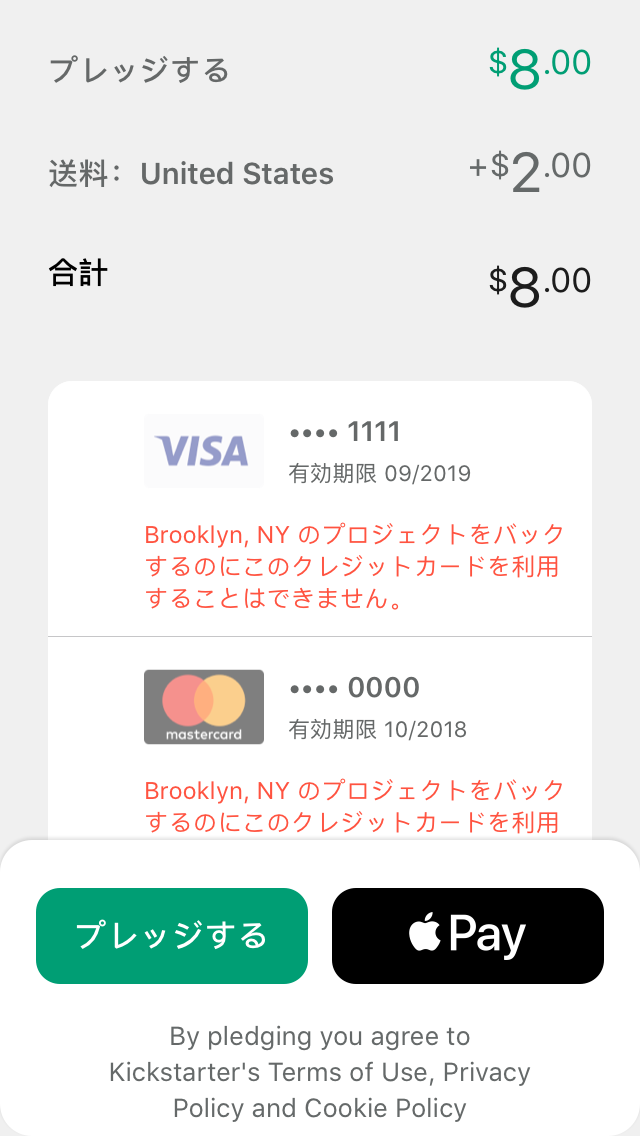 プレッジする $8.00
送料： United States +$2.00
合計 $8.00
VISA •••• 1111
有効期限 09/2019
Brooklyn, NY のプロジェクトをバック
するのにこのクレジットカードを利用
することはできません。
•••• 0000
mastercard 有効期限 10/2018
Brooklyn, NY のプロジェクトをバック
するのにこのクレジットカードを利用
プレッジする Pay
By pledging you agree to
Kickstarter's Terms of Use, Privacy
Policy and Cookie Policy